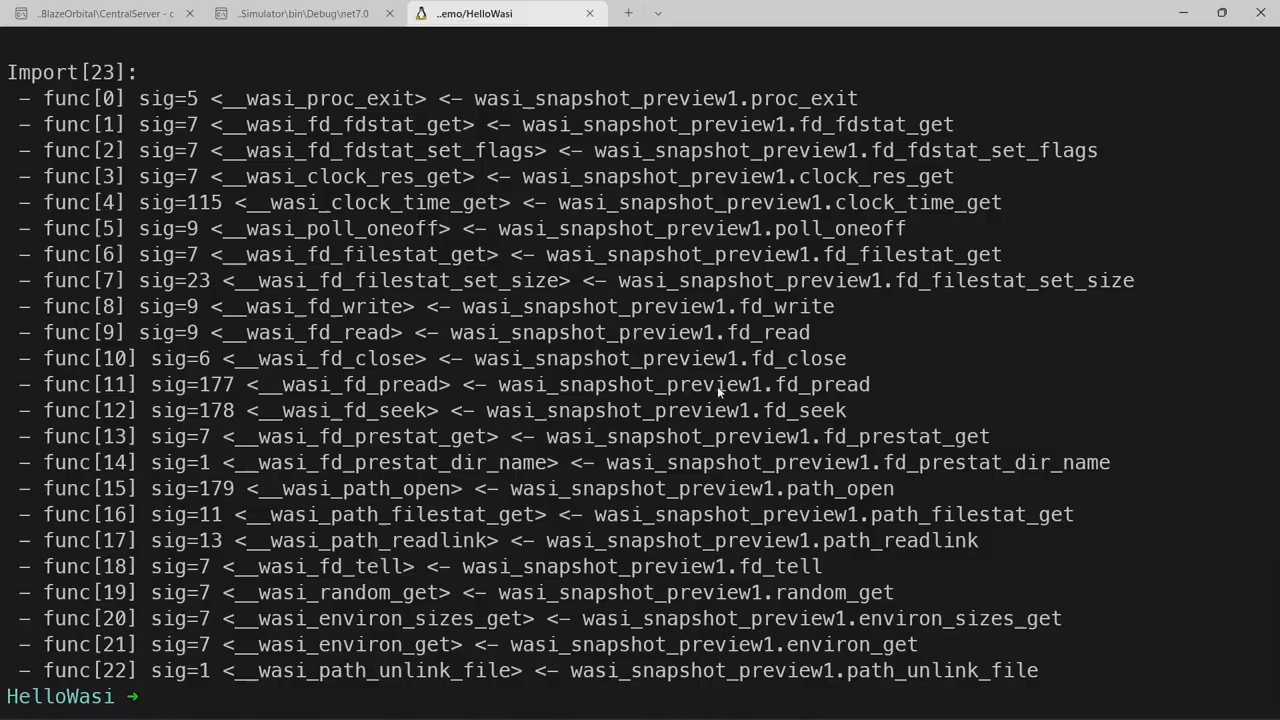 ..BlazeOrbital\CentralServer - c
..Simulator\bin\Debug\net7.0
..emo/HelloWasi
Import[23]:
- func[0] sig=5 <__wasi_proc_exit> <- wasi_snapshot_preview1.proc_exit
- func[1] sig=7 <__wasi_fd_fdstat_get> <- wasi_snapshot_preview1.fd_fdstat_get
- func[2] sig=7 <__wasi_fd_fdstat_set_flags> <- wasi_snapshot_preview1.fd_fdstat_set_flags
- func[3] sig=7 <__wasi_clock_res_get> <- wasi_snapshot_preview1.clock_res_get
- func[4] sig=115 <__wasi_clock_time_get> <- wasi_snapshot_preview1.clock_time_get
- func[5] sig=9 <__wasi_poll_oneoff> <- wasi_snapshot_preview1.poll_oneoff
- func[6] sig=7 <__wasi_fd_filestat_get> <- wasi_snapshot_preview1.fd_filestat_get
- func[7] sig=23 <__wasi_fd_filestat_set_size> <- wasi_snapshot_preview1.fd_filestat_set_size
- func[8] sig=9 <__wasi_fd_write> <- wasi_snapshot_preview1.fd_write
- func[9] sig=9 <__wasi_fd_read> <- wasi_snapshot_preview1.fd_read
- func[10] sig=6 <__wasi_fd_close> <- wasi_snapshot_preview1.fd_close
- func[11] sig=177 <__wasi_fd_pread> <- wasi_snapshot_preview1.fd_pread
- func[12] sig=178 <__wasi_fd_seek> <- wasi_snapshot_preview1.fd_seek
- func[13] sig=7 <__wasi_fd_prestat_get> <- wasi_snapshot_preview1.fd_prestat_get
- func[14] sig=1 <__wasi_fd_prestat_dir_name> <- wasi_snapshot_preview1.fd_prestat_dir_name
- func[15] sig=179 <__wasi_path_open> <- wasi_snapshot_preview1.path_open
- func[16] sig=11 <__wasi_path_filestat_get> <- wasi_snapshot_preview1.path_filestat_get
- func[17] sig=13 <__wasi_path_readlink> <- wasi_snapshot_preview1.path_readlink
- func[18] sig=7 <__wasi_fd_tell> <- wasi_snapshot_preview1.fd_tell
- func[19] sig=7 <__wasi_random_get> <- wasi_snapshot_preview1.random_get
- func[20] sig=7 <__wasi_environ_sizes_get> <- wasi_snapshot_preview1.environ_sizes_get
- func[21] sig=7 <__wasi_environ_get> <- wasi_snapshot_preview1.environ_get
- func[22] sig=1 <__wasi_path_unlink_file> <- wasi_snapshot_preview1.path_unlink_file
HelloWasi →